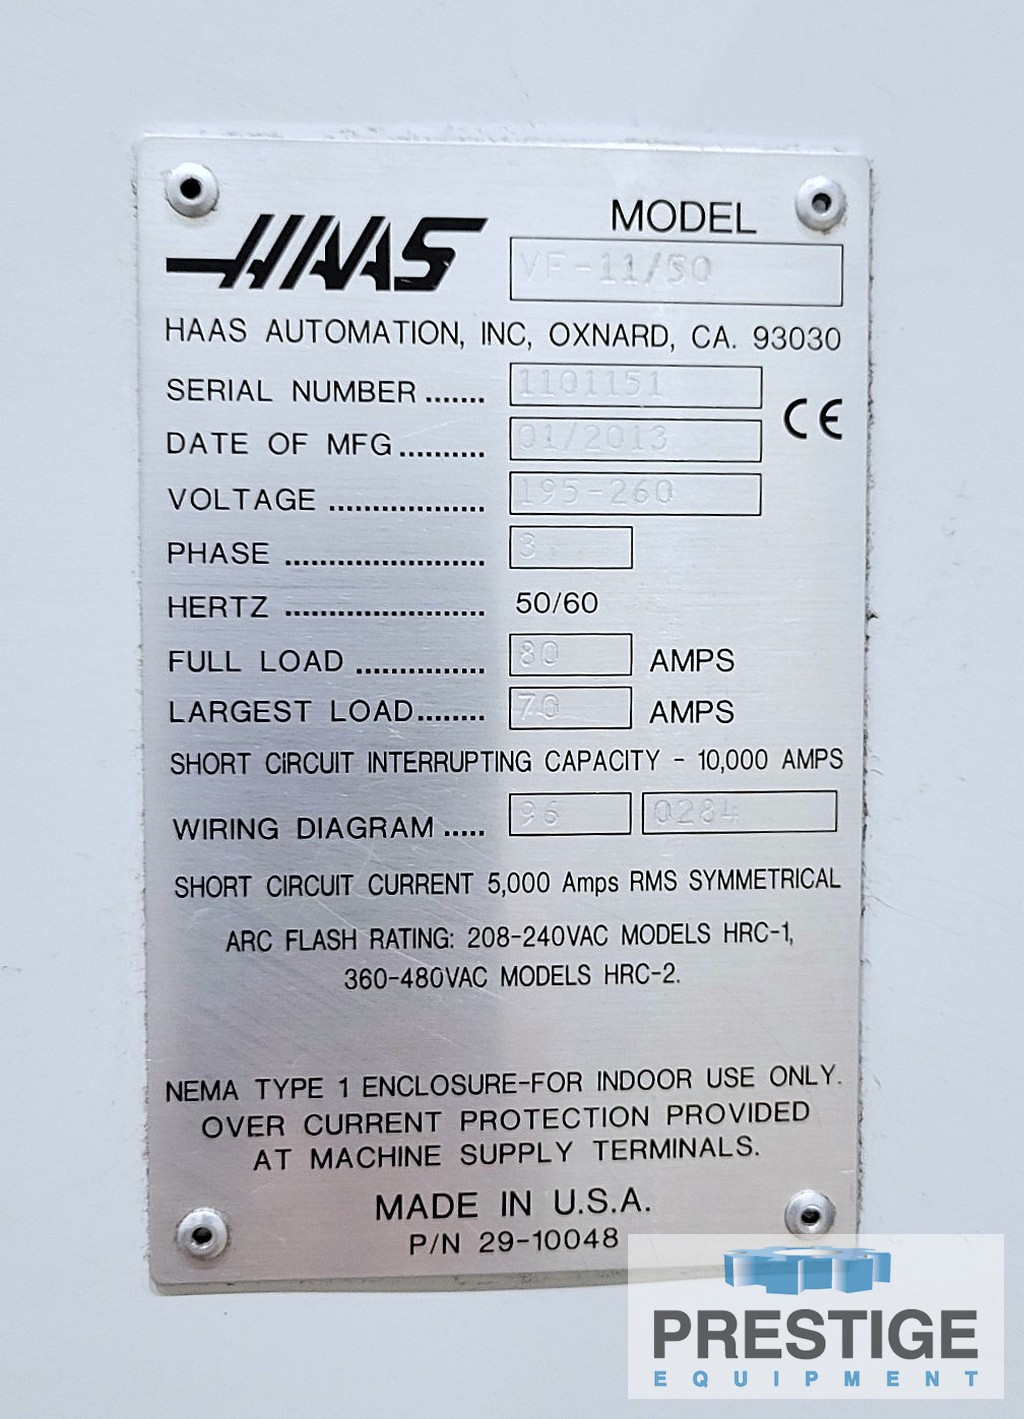 HAAS
MODEL
VF-11/50
HAAS AUTOMATION, INC, OXNARD, CA. 93030
SERIAL NUMBER ....... 1101151
CE
DATE OF MFG .......... 01/2013
VOLTAGE .................. 195-260
PHASE ....................... 3
HERTZ ....................... 50/60
FULL LOAD ............... 80 AMPS
LARGEST LOAD........ 70 AMPS
SHORT CIRCUIT INTERRUPTING CAPACITY - 10,000 AMPS
WIRING DIAGRAM ..... 96 0284
SHORT CIRCUIT CURRENT 5,000 Amps RMS SYMMETRICAL
ARC FLASH RATING: 208-240VAC MODELS HRC-1,
360-480VAC MODELS HRC-2.
NEMA TYPE 1 ENCLOSURE-FOR INDOOR USE ONLY.
OVER CURRENT PROTECTION PROVIDED
AT MACHINE SUPPLY TERMINALS.
MADE IN U.S.A.
P/N 29-10048
PRESTIGE
EQUIPMENT